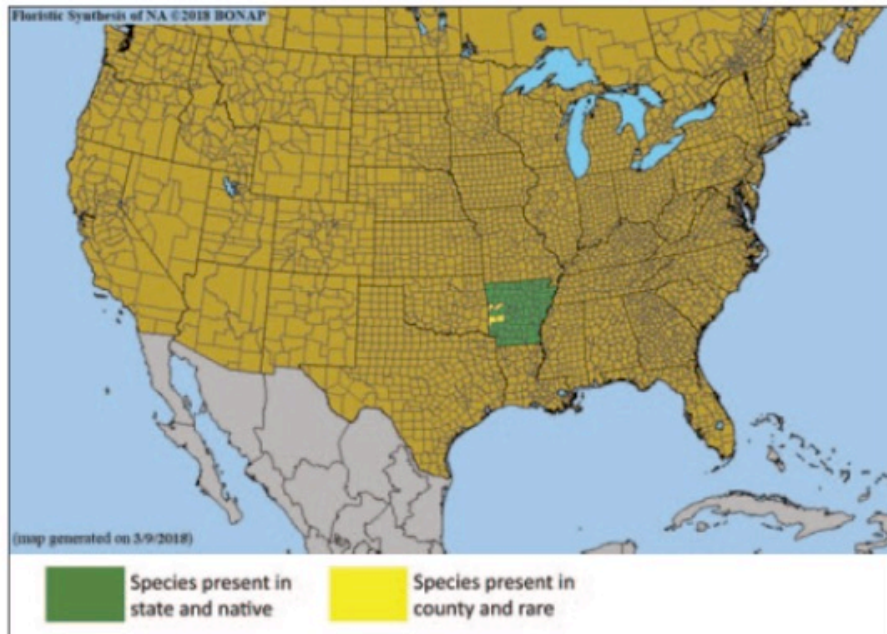 Floristic Synthesis of NA ©2018 BONAP
(map generated on 3/9/2018)
Species present in
state and native
Species present in
county and rare